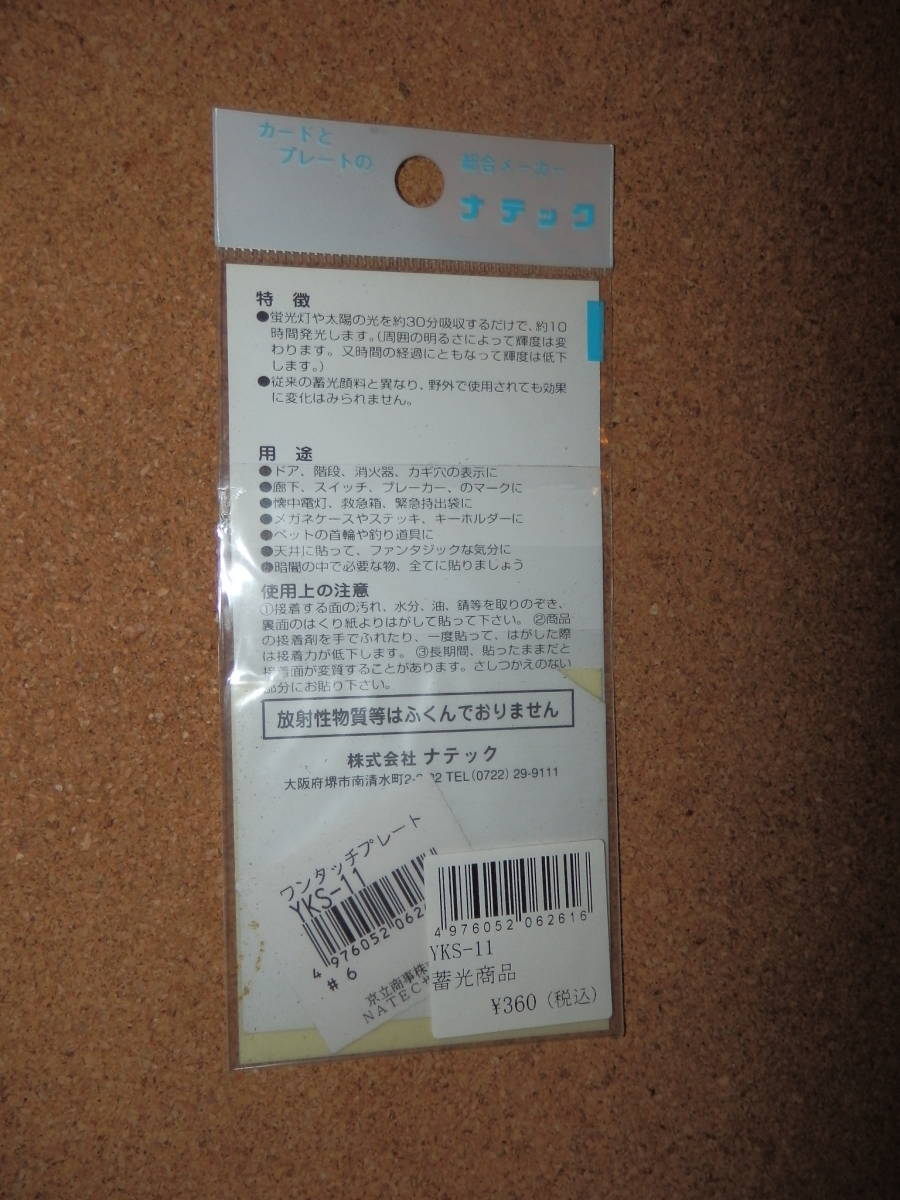 カードと
プレートの 総合メーカー
ナテック
特 徴
●蛍光灯や太陽の光を約30分吸収するだけで、約10
時間発光します。(周囲の明るさによって輝度は変
わります。又時間の経過にともなって輝度は低下
します。)
●従来の蓄光顔料と異なり、野外で使用されても効果
に変化はみられません。
用 途
●ドア、階段、消火器、カギ穴の表示に
●廊下、スイッチ、ブレーカー、のマークに
●懐中電灯、救急箱、緊急持出袋に
●メガネケースやステッキ、キーホルダーに
●ペットの首輪や釣り道具に
●天井に貼って、ファンタジックな気分に
●暗闇の中で必要な物、全てに貼りましょう
使用上の注意
①接着する面の汚れ、水分、油、錆等を取りのぞき、
裏面のはくり紙よりはがして貼って下さい。②商品
の接着剤を手でふれたり、一度貼って、はがした際
は接着力が低下します。③長期間、貼ったままだと
接着面が変質することがあります。さしつかえのない
部分にお貼り下さい。
放射性物質等はふくんでおりません
株式会社 ナテック
大阪府堺市南清水町2- 22 TEL(0722)29-9111
ワンタッチプレート
YKS-11
4 976052 062
# 6
京立商事株
NATEC
4 976052 062616
YKS-11
蓄光商品
¥360 (税込)